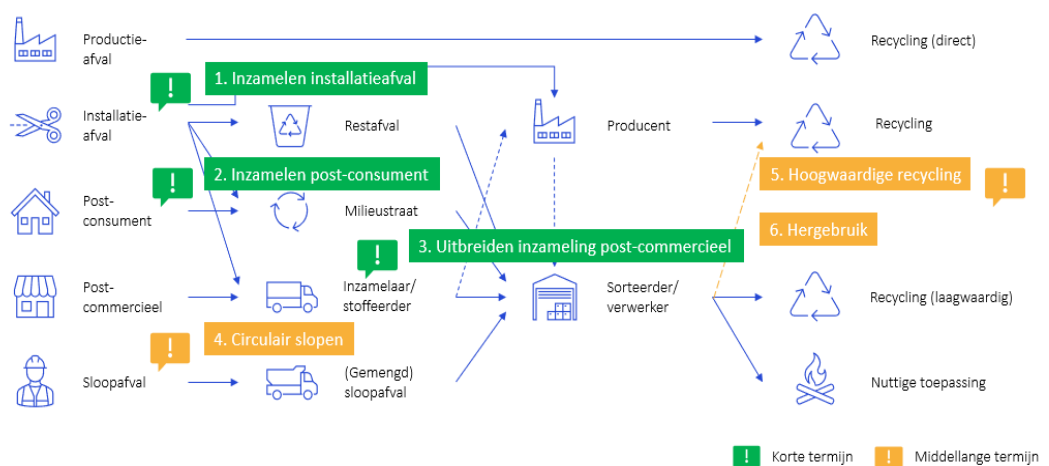 Productie-
afval
Recycling (direct)
1. Inzamelen installatieafval
!
Installatie-
afval
Restafval
Producent
Recycling
!
2. Inzamelen post-consument
5. Hoogwaardige recycling
!
Post-
consument
Milieustraat
6. Hergebruik
3. Uitbreiden inzameling post-commercieel
!
Post-
commercieel
Inzamelaar/
stoffeerder
Sorteerder/
verwerker
Recycling (laagwaardig)
4. Circulair slopen
!
Sloopafval
(Gemengd)
sloopafval
Nuttige toepassing
! Korte termijn
! Middellange termijn